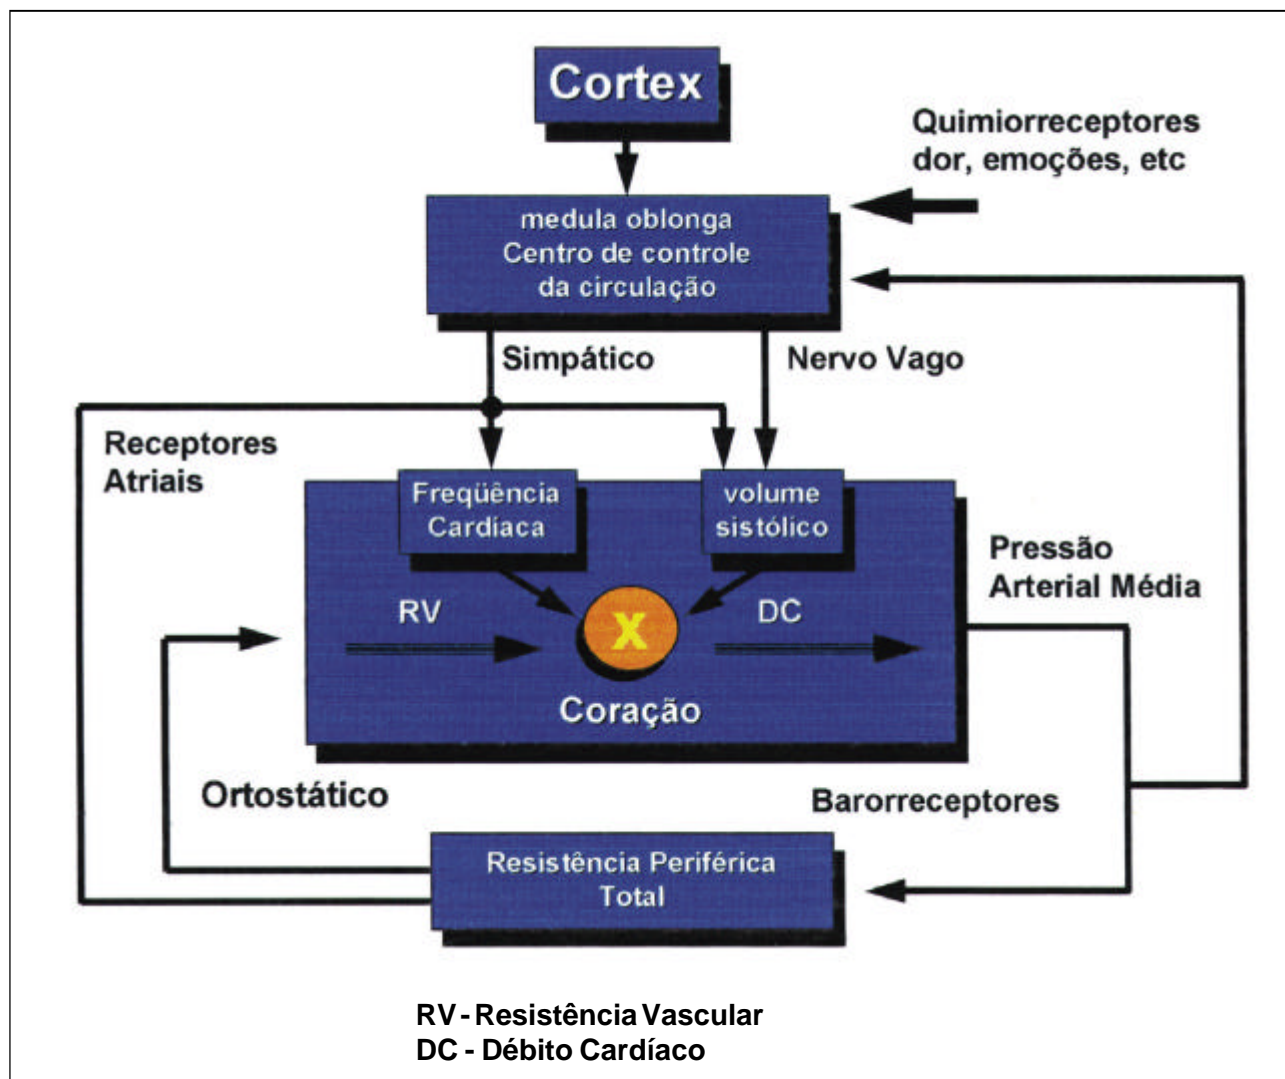 Cortex
Quimiorreceptores
dor, emoções, etc
medula oblonga
Centro de controle
da circulação
Simpático
Nervo Vago
Receptores
Atriais
Freqüência
Cardíaca
volume
sistólico
Pressão
Arterial Média
RV
X
DC
Coração
Ortostático
Barorreceptores
Resistência Periférica
Total
RV - Resistência Vascular
DC - Débito Cardíaco